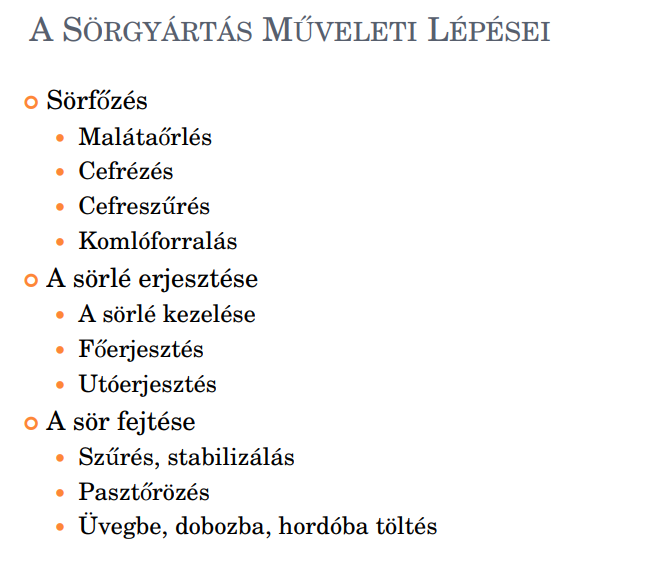 A Sörgyártás Műveleti Lépései
Sörfőzés
Malátaőrlés
Cefrézés
Cefreszűrés
Komlóforralás
A sörlé erjesztése
A sörlé kezelése
Főerjesztés
Utóerjesztés
A sör fejtése
Szűrés, stabilizálás
Pasztőrözés
Üvegbe, dobozba, hordóba töltés